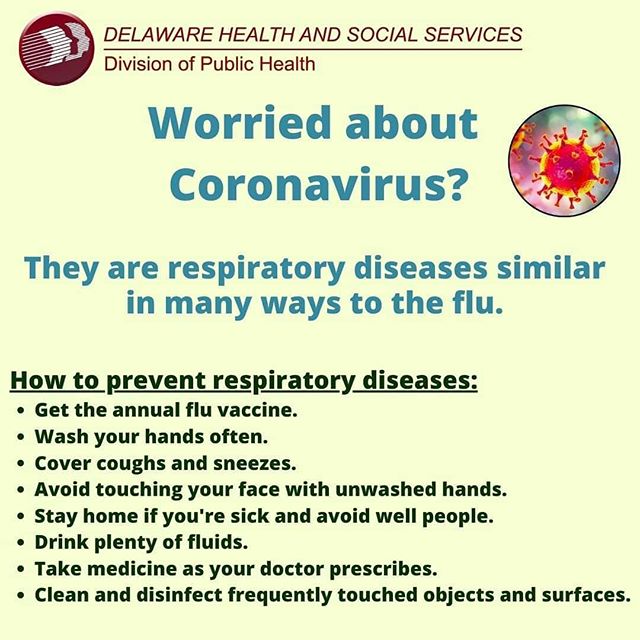 DELAWARE HEALTH AND SOCIAL SERVICES
Division of Public Health
Worried about
Coronavirus?
They are respiratory diseases similar
in many ways to the flu.
How to prevent respiratory diseases:
• Get the annual flu vaccine.
• Wash your hands often.
• Cover coughs and sneezes.
• Avoid touching your face with unwashed hands.
• Stay home if you're sick and avoid well people.
• Drink plenty of fluids.
• Take medicine as your doctor prescribes.
• Clean and disinfect frequently touched objects and surfaces.